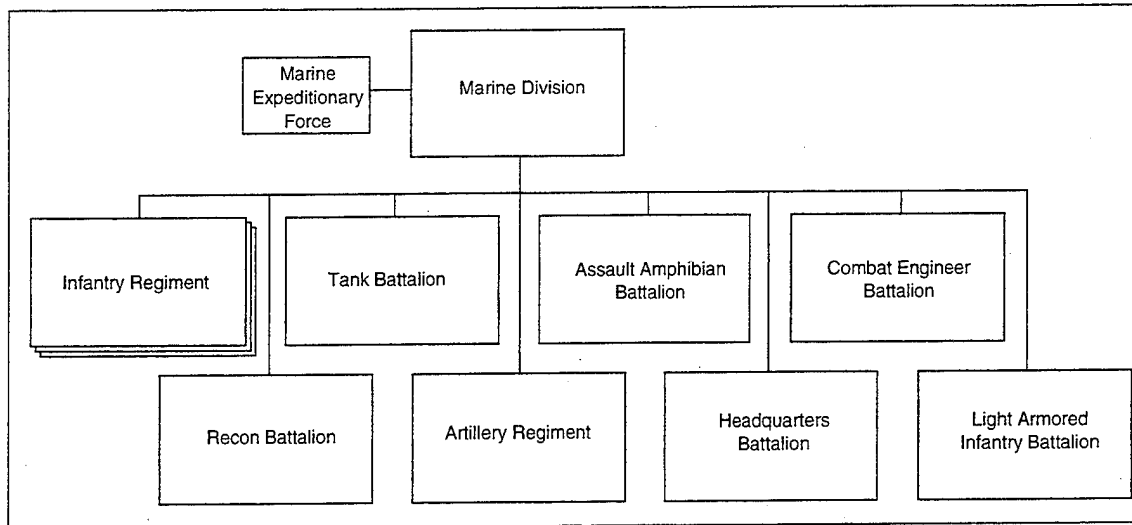 Marine
Expeditionary
Force
Marine Division
Infantry Regiment
Tank Battalion
Assault Amphibian
Battalion
Combat Engineer
Battalion
Recon Battalion
Artillery Regiment
Headquarters
Battalion
Light Armored
Infantry Battalion